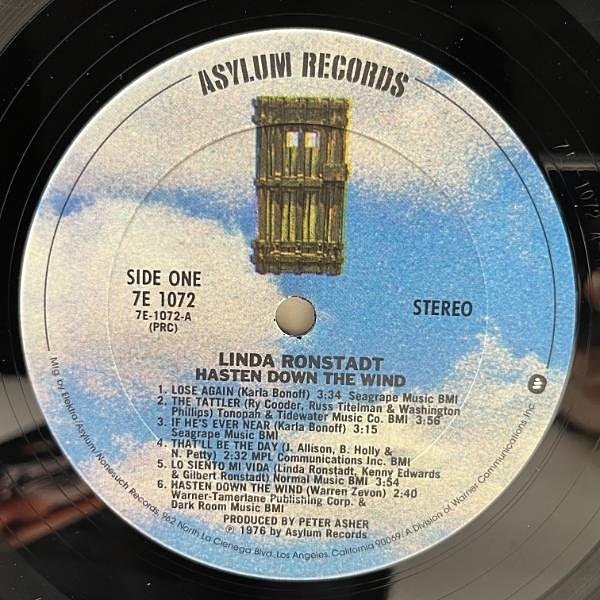 ASYLUM RECORDS
SIDE ONE
7E 1072
7E-1072-A
(PRC)
STEREO
LINDA RONSTADT
HASTEN DOWN THE WIND
1. LOSE AGAIN (Karla Bonoff) 3:34 Seagrape Music BMI
2. THE TATTLER (Ry Cooder, Russ Titelman & Washington
Phillips) Tonopah & Tidewater Music Co. BMI 3:56
3. IF HE'S EVER NEAR (Karla Bonoff) 3:15
Seagrape Music BMI
4. THAT'LL BE THE DAY (J. Allison, B. Holly &
N. Petty) 2:32 MPL Communications Inc. BMI
5. LO SIENTO MI VIDA (Linda Ronstadt, Kenny Edwards
& Gilbert Ronstadt) Normal Music BMI 3:54
6. HASTEN DOWN THE WIND (Warren Zevon) 2:40
Warner-Tamerlane Publishing Corp. &
Dark Room Music BMI
PRODUCED BY PETER ASHER
℗ 1976 by Asylum Records
Mfg. by Elektra/Asylum/Nonesuch Records, 962 North La Cienega Blvd., Los Angeles, California 90069/A Division of Warner Communications Inc.